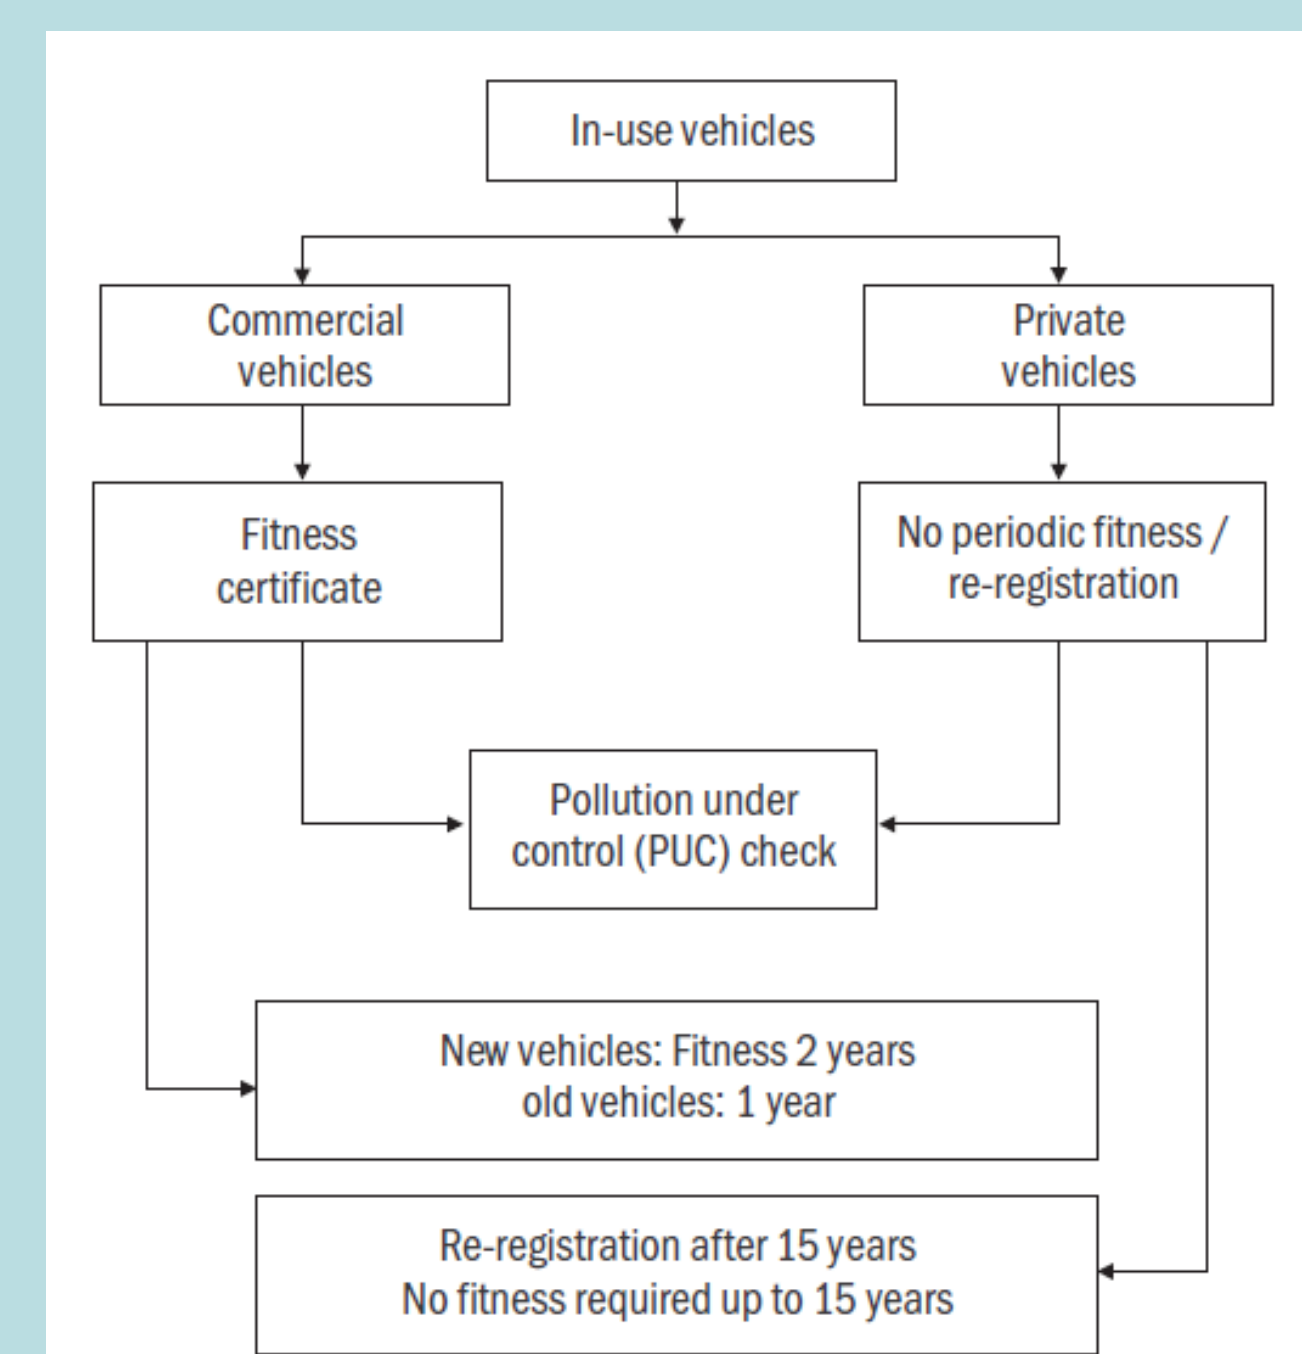 In-use vehicles
Commercial
vehicles
Private
vehicles
Fitness
certificate
No periodic fitness /
re-registration
Pollution under
control (PUC) check
New vehicles: Fitness 2 years
old vehicles: 1 year
Re-registration after 15 years
No fitness required up to 15 years